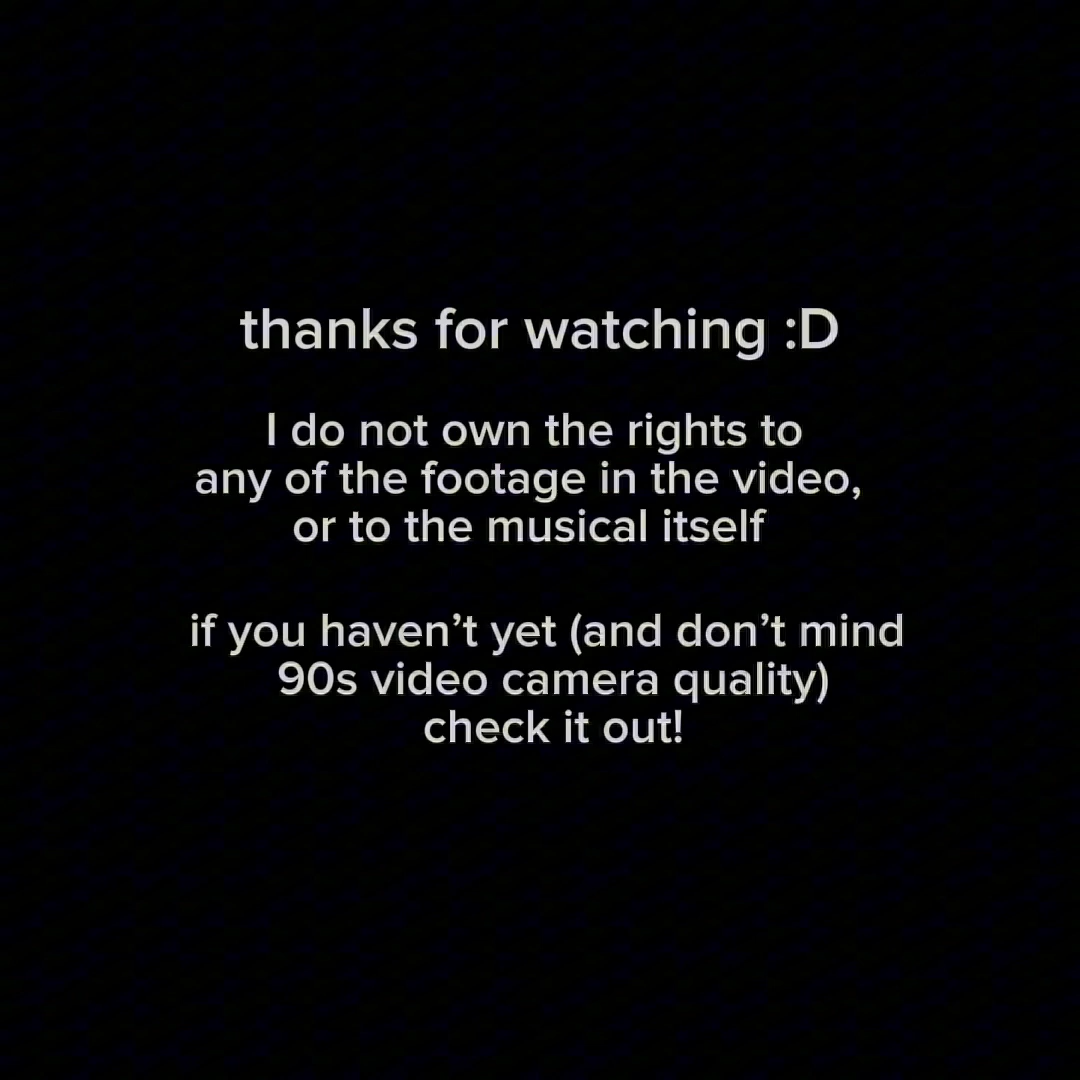 thanks for watching :D
I do not own the rights to
any of the footage in the video,
or to the musical itself
if you haven’t yet (and don’t mind
90s video camera quality)
check it out!